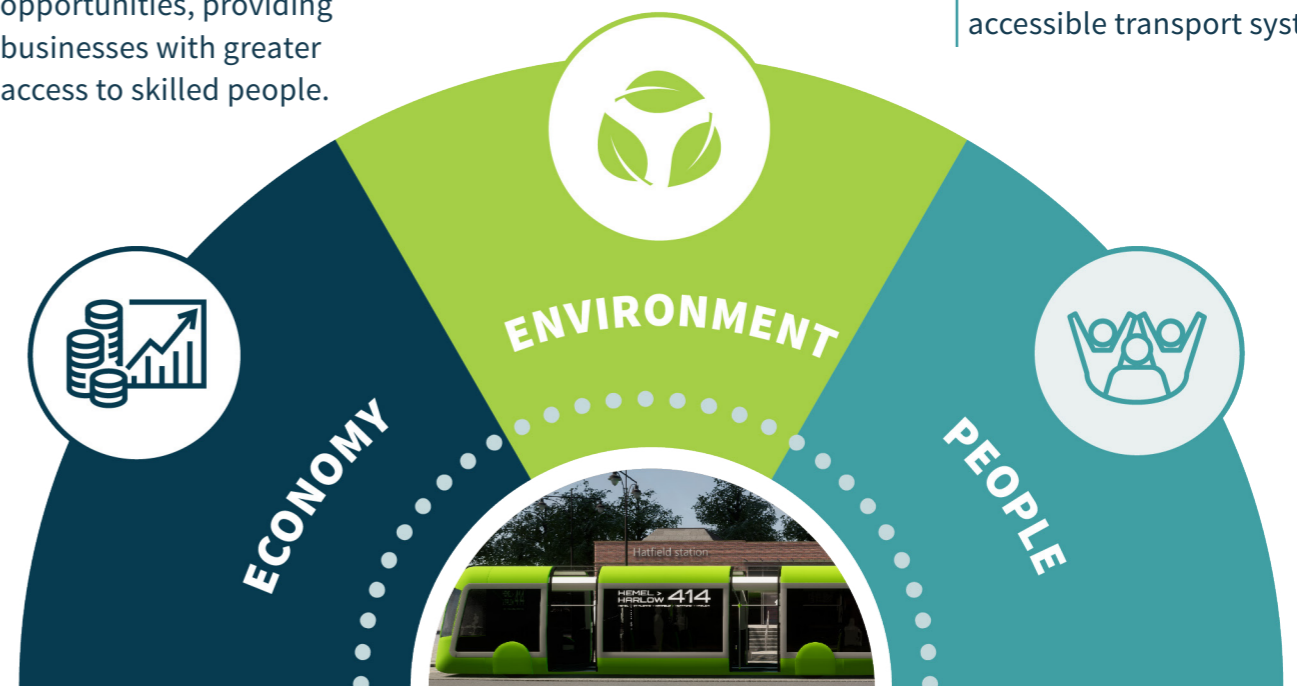 opportunities, providing
businesses with greater
access to skilled people.
accessible transport syst
ENVIRONMENT
ECONOMY
PEOPLE
Hatfield station
HEMEL >
HARLOW 414